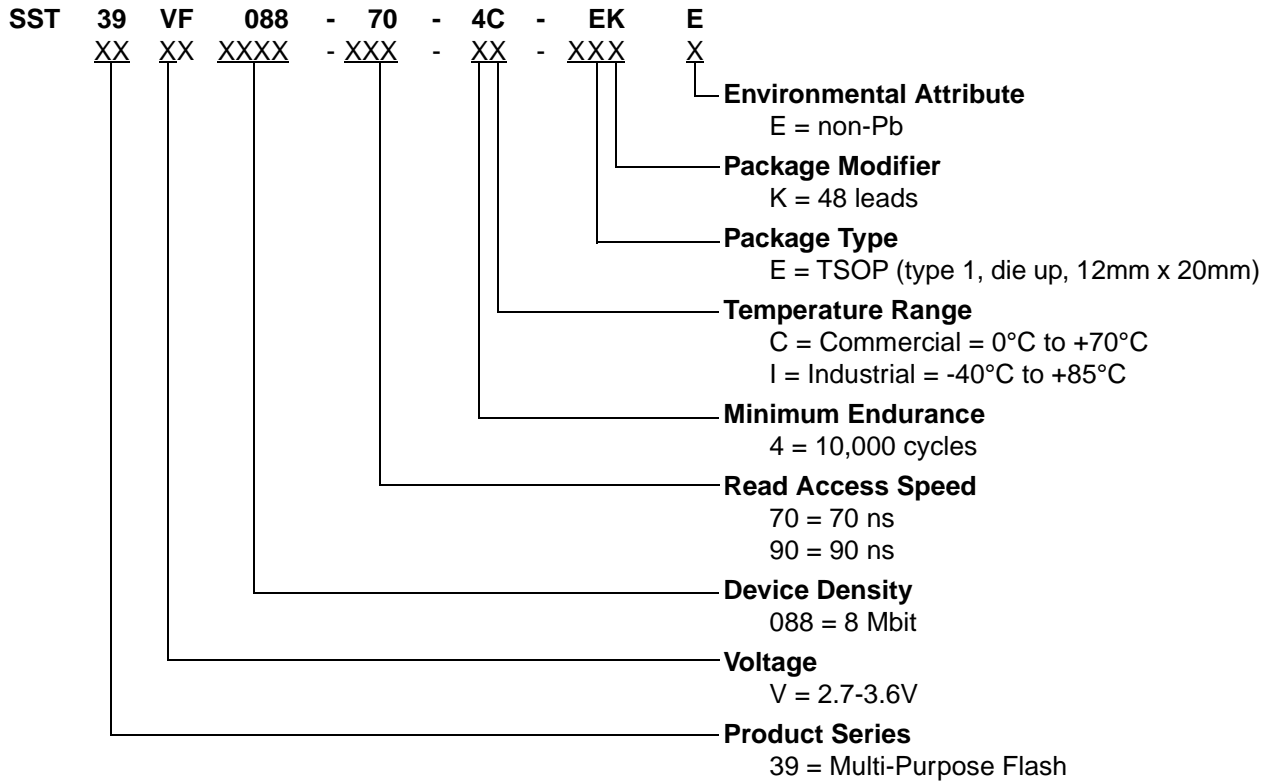 SST 39 VF 088 - 70 - 4C - EK E
XX XX XXXX - XXX - XX - XXX X
Environmental Attribute
E = non-Pb
Package Modifier
K = 48 leads
Package Type
E = TSOP (type 1, die up, 12mm x 20mm)
Temperature Range
C = Commercial = 0°C to +70°C
I = Industrial = -40°C to +85°C
Minimum Endurance
4 = 10,000 cycles
Read Access Speed
70 = 70 ns
90 = 90 ns
Device Density
088 = 8 Mbit
Voltage
V = 2.7-3.6V
Product Series
39 = Multi-Purpose Flash